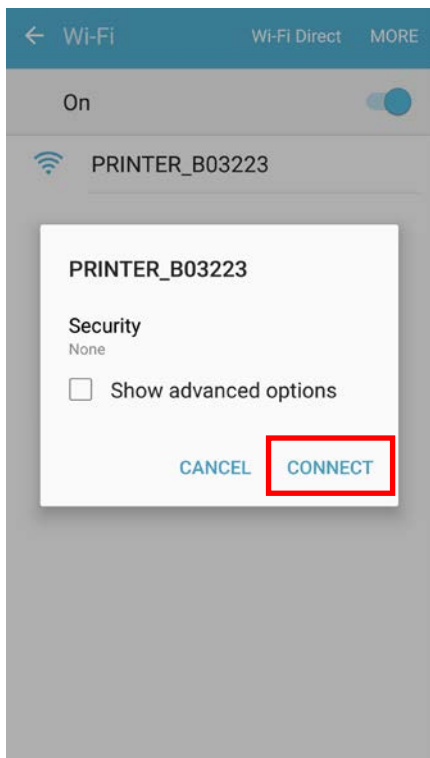 Wi-Fi Wi-Fi Direct MORE
On
PRINTER_B03223
PRINTER_B03223
Security
None
Show advanced options
CANCEL CONNECT